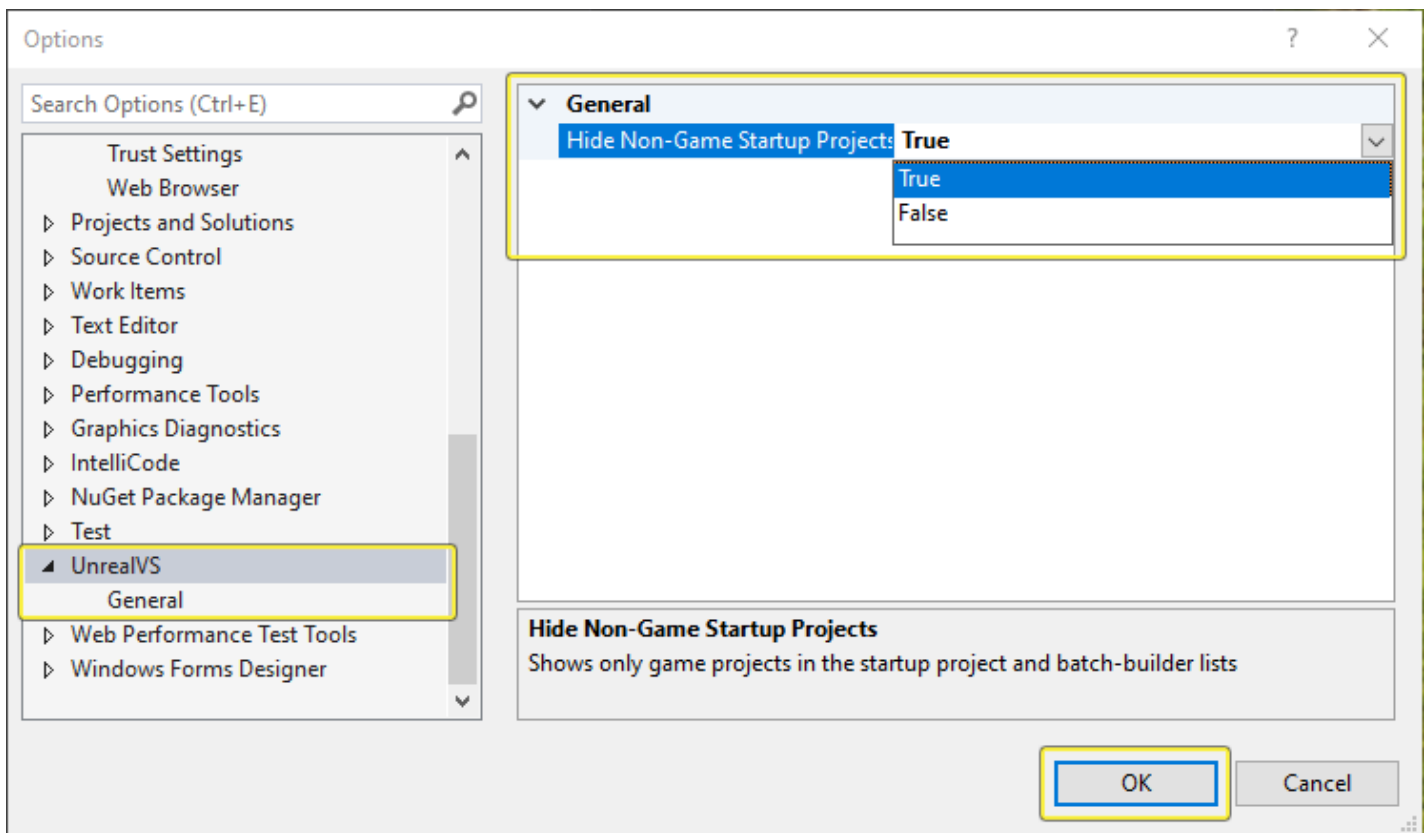 Options
?
Search Options (Ctrl+E)
Trust Settings
Web Browser
Projects and Solutions
Source Control
Work Items
Text Editor
Debugging
Performance Tools
Graphics Diagnostics
IntelliCode
NuGet Package Manager
Test
UnrealVS
General
Web Performance Test Tools
Windows Forms Designer
General
Hide Non-Game Startup Projects True
True
False
Hide Non-Game Startup Projects
Shows only game projects in the startup project and batch-builder lists
OK Cancel